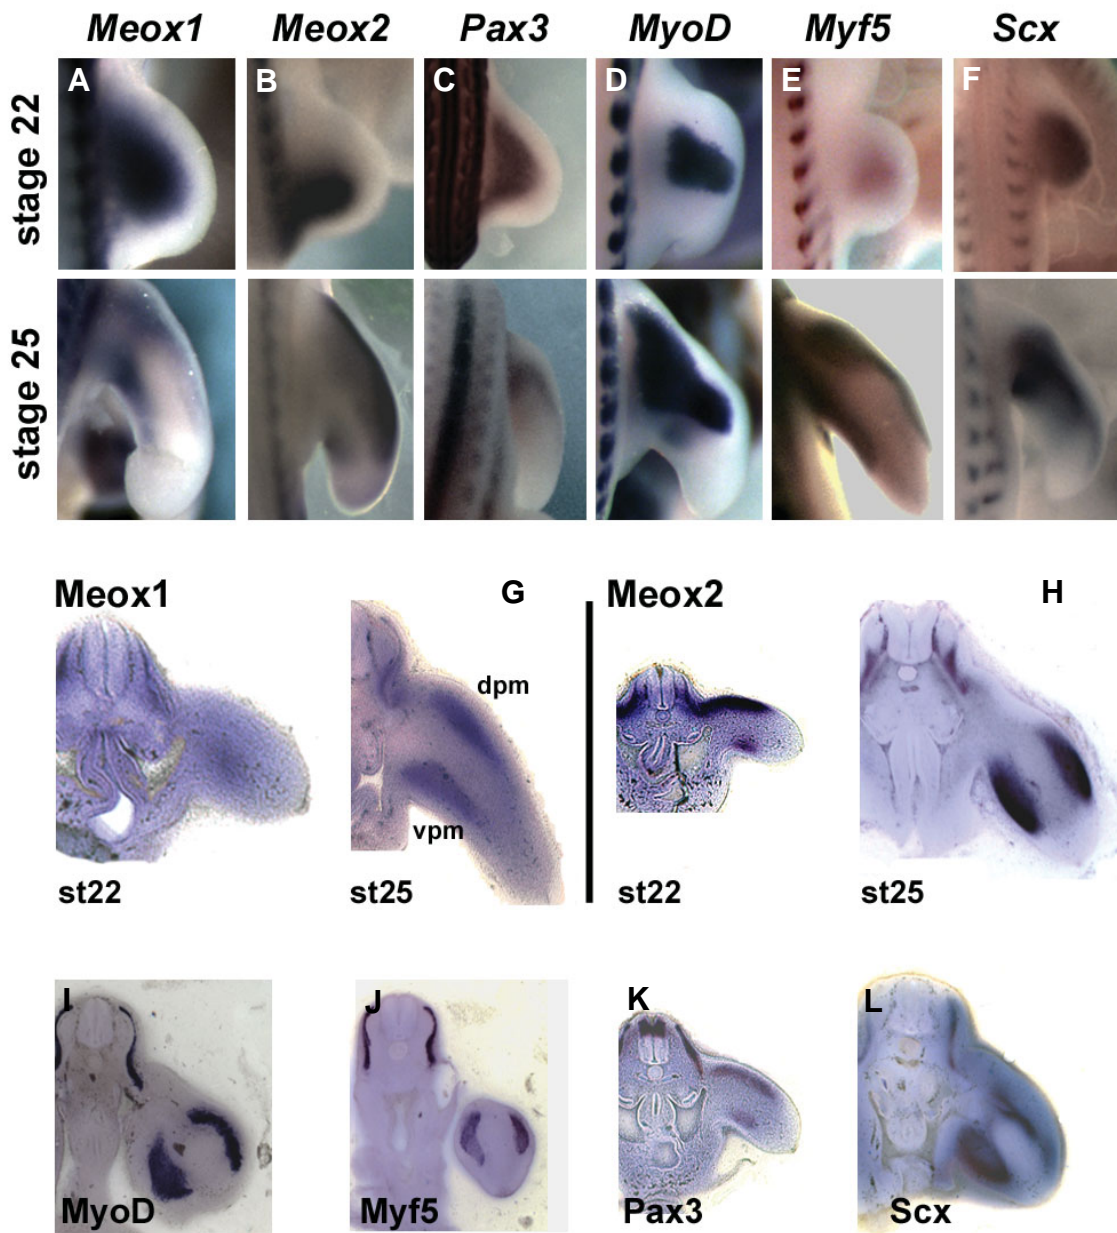 Meox1 Meox2 Pax3 MyoD Myf5 Scx
stage 22
A B C D E F
stage 25
Meox1 G Meox2 H
dpm
vpm
st22 st25 st22 st25
I J K L
MyoD Myf5 Pax3 Scx